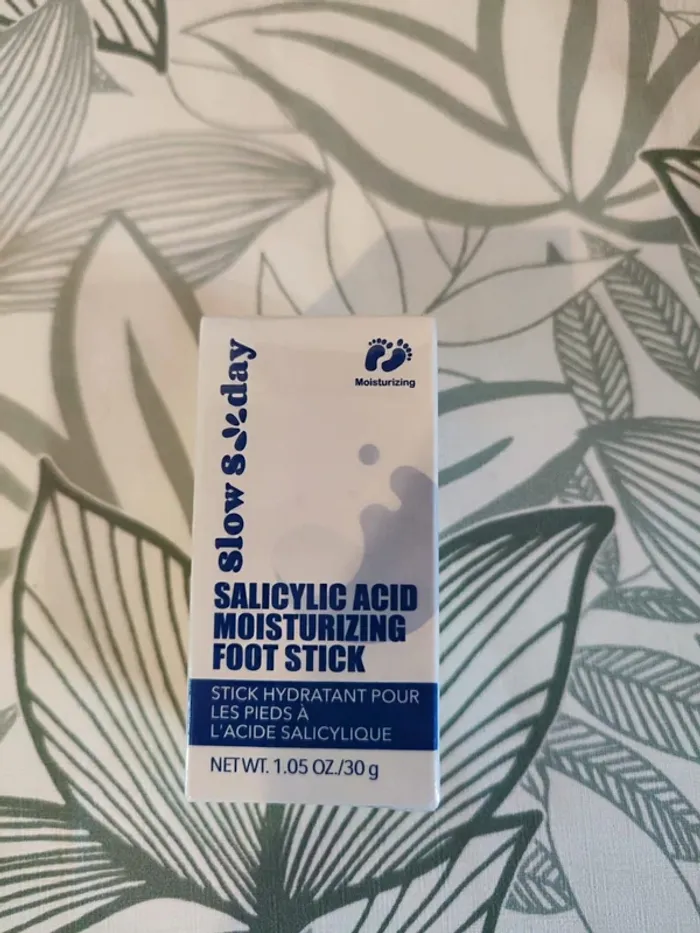 Moisturizing
Slow Sunday
SALICYLIC ACID
MOISTURIZING
FOOT STICK
STICK HYDRATANT POUR
LES PIEDS À
L'ACIDE SALICYLIQUE
NET WT. 1.05 OZ./30 g